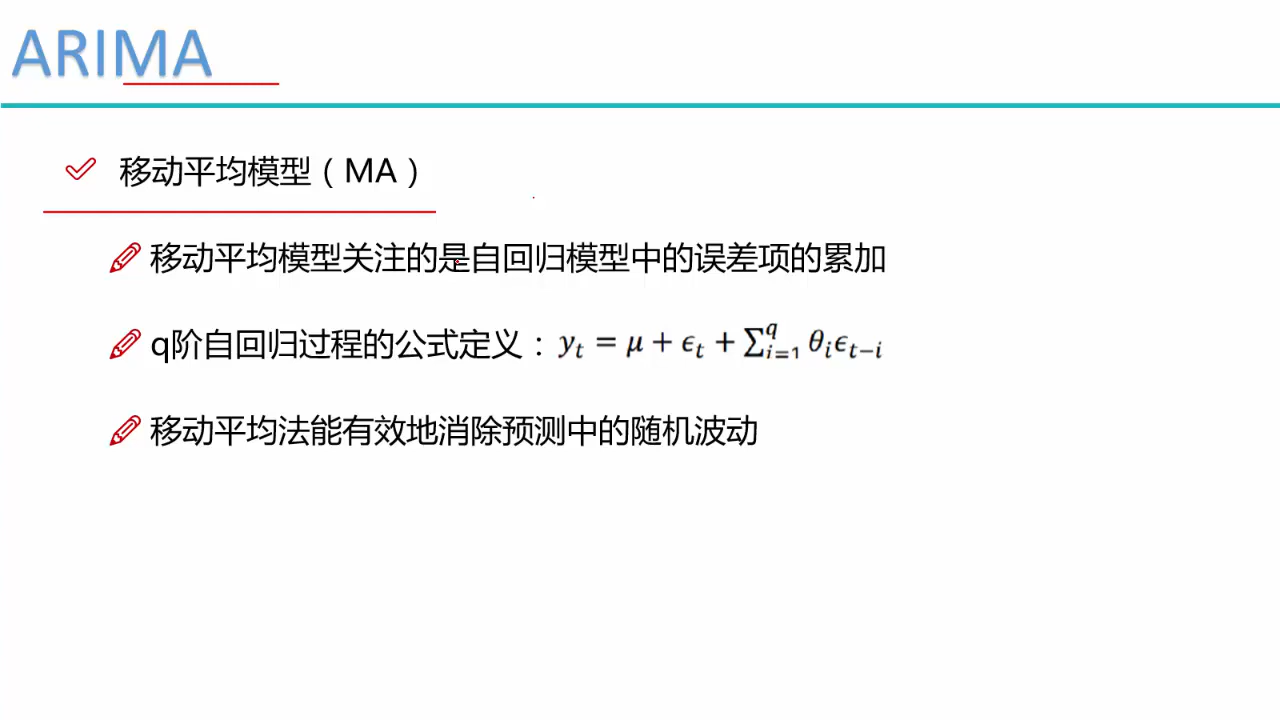 ARIMA
移动平均模型（MA）
移动平均模型关注的是自回归模型中的误差项的累加
q阶自回归过程的公式定义：$y_t = \mu + \epsilon_t + \sum_{i=1}^{q} \theta_i \epsilon_{t-i}$
移动平均法能有效地消除预测中的随机波动